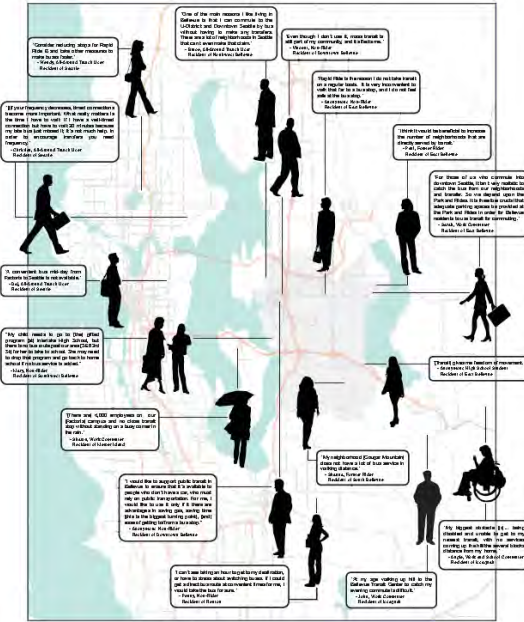 "One of the main reasons I like living in
Bellevue is that I can commute to the
U-District and Downtown Seattle by bus
without having to make any transfers.
There are a lot of neighborhoods in Seattle
that can't even make that claim."
Resident of Northwest Bellevue
"Even though I don't use it, mass transit is
still part of my community, and it affects me."
Resident of Downtown Bellevue
"Consider reducing stops for Rapid
Ride B and take other measures to
make buses faster."
- Wendy, All-Around Transit User
Resident of Seattle
"Rapid Ride is the reason I do not take transit
on a regular basis. It is very inconvenient to
walk that far to a bus stop, and I do not feel
safe at the bus stop."
- Anonymous Non-Rider
Resident of East Bellevue
"[I]f your frequency decreases, timed connections
become more important. What really matters is
the time I have to wait! If I have a well-timed
connection but have to wait 20 minutes because
my late bus just missed it, it's not much help. In
order to encourage transfers you need
frequency."
- Christian, All-Around Transit User
Resident of Seattle
"I think it would be beneficial to increase
the number of neighborhoods that are
directly served by transit."
- Paul, Former Rider
Resident of East Bellevue
"For those of us who commute into
downtown Seattle, it isn't very realistic to
catch the bus from our neighborhoods
and transfer. So we depend upon the
Park and Rides. It is therefore crucial that
adequate parking spaces be provided at
the Park and Rides in order for Bellevue
residents to use transit for commuting."
- Sarah, Work Commuter
Resident of East Bellevue
"A convenient bus mid-day from
Factoria to Seattle is not available."
All-Around Transit User
Resident of Seattle
"My child needs to go to [the] gifted
program [at] Interlake High School, but
there is no bus route past our area
for her to take to school. She may need
to drop that program and go back to home
school if no bus service is added."
- Mary, Non-Rider
Resident of Southwest Bellevue
"[Transit] gives me freedom of movement."
- Anonymous High School Student
Resident of East Bellevue
"[There are] 4,000 employees on our
[Factoria] campus and no close transit
stop without standing on a busy corner in
the rain."
- Shauna, Work Commuter
Resident of Mercer Island
"My neighborhood [Cougar Mountain]
does not have a lot of bus service in
walking distance."
Former Rider
Resident of South Bellevue
"I would like to support public transit in
Bellevue to ensure that it's available to
people who don't have a car, who must
rely on public transportation. For me, I
would like to use it only if there are
advantages in saving gas, saving time
[this is the biggest turning point], [and]
ease of getting to/from a bus stop."
- Anonymous Non-Rider
Resident of Downtown Bellevue
"My biggest obstacle [is] ... being
disabled and unable to get to my
nearest transit, with no services
coming up the hill the several blocks
distance from my home."
- Angie, Work and School Commuter
Resident of Issaquah
"I can't see taking an hour to get to my destination,
or have to stress about switching buses. If I could
get a direct bus route at convenient times for me, I
would take the bus for sure."
- Penny, Non-Rider
Resident of Renton
"At my age walking up hill to the
Bellevue Transit Center to catch my
evening commute is difficult."
- John, Work Commuter
Resident of Issaquah